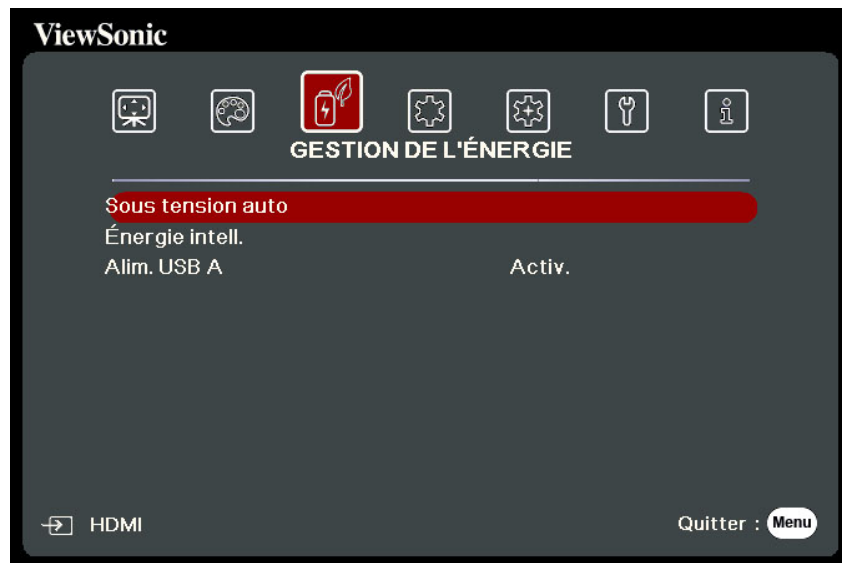 ViewSonic
GESTION DE L'ÉNERGIE
Sous tension auto
Énergie intell.
Alim. USB A Activ.
HDMI Quitter : Menu